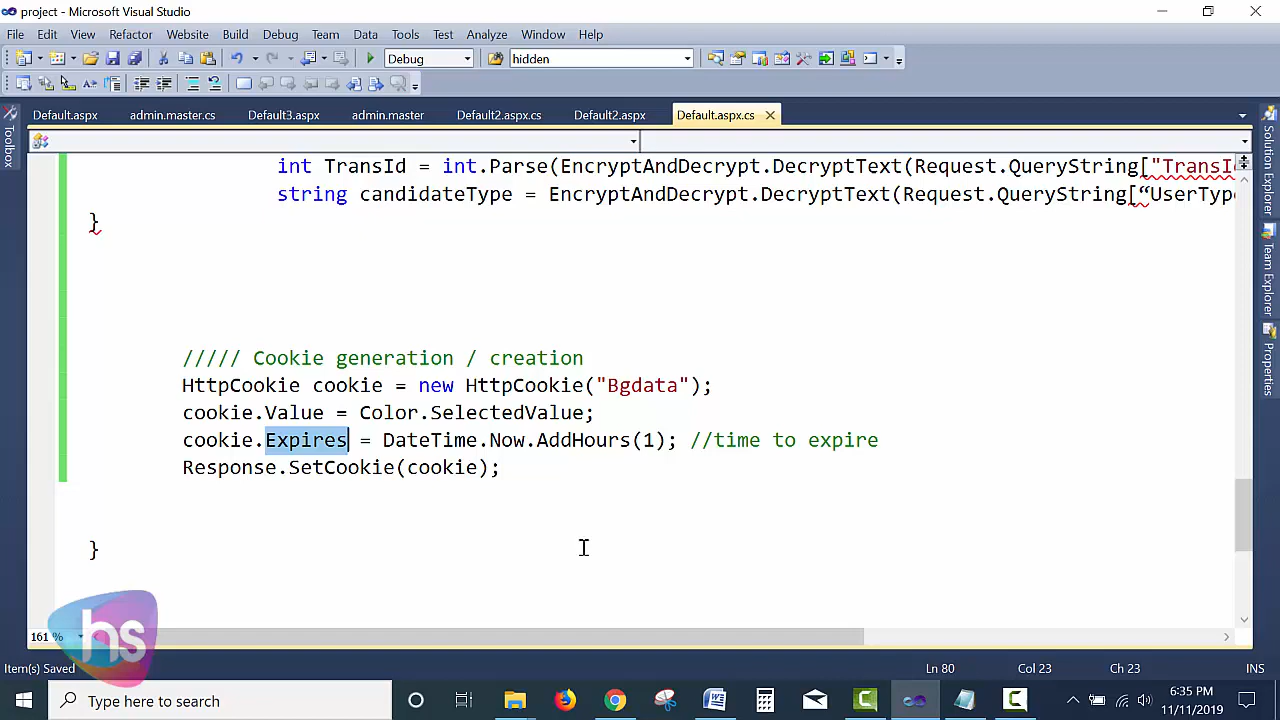 project - Microsoft Visual Studio
File Edit View Refactor Website Build Debug Team Data Tools Test Analyze Window Help
Debug hidden
Default.aspx admin.master.cs Default3.aspx admin.master Default2.aspx.cs Default2.aspx Default.aspx.cs
Toolbox
Solution Explorer
Team Explorer
Properties
int TransId = int.Parse(EncryptAndDecrypt.DecryptText(Request.QueryString["TransId
string candidateType = EncryptAndDecrypt.DecryptText(Request.QueryString[“UserType
}
///// Cookie generation / creation
HttpCookie cookie = new HttpCookie("Bgdata");
cookie.Value = Color.SelectedValue;
cookie.Expires = DateTime.Now.AddHours(1); //time to expire
Response.SetCookie(cookie);
}
hs
161 %
Item(s) Saved Ln 80 Col 23 Ch 23 INS
Type here to search
6:35 PM
11/11/2019